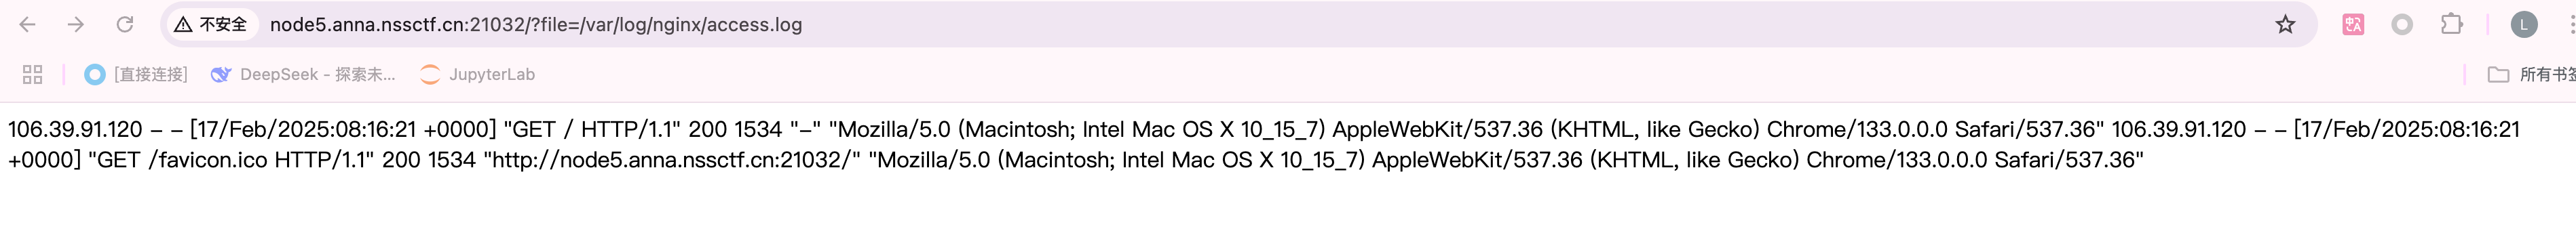 不安全 node5.anna.nssctf.cn:21032/?file=/var/log/nginx/access.log
L
[直接连接] DeepSeek - 探索未... JupyterLab 所有书签
106.39.91.120 - - [17/Feb/2025:08:16:21 +0000] "GET / HTTP/1.1" 200 1534 "-" "Mozilla/5.0 (Macintosh; Intel Mac OS X 10_15_7) AppleWebKit/537.36 (KHTML, like Gecko) Chrome/133.0.0.0 Safari/537.36" 106.39.91.120 - - [17/Feb/2025:08:16:21
+0000] "GET /favicon.ico HTTP/1.1" 200 1534 "http://node5.anna.nssctf.cn:21032/" "Mozilla/5.0 (Macintosh; Intel Mac OS X 10_15_7) AppleWebKit/537.36 (KHTML, like Gecko) Chrome/133.0.0.0 Safari/537.36"